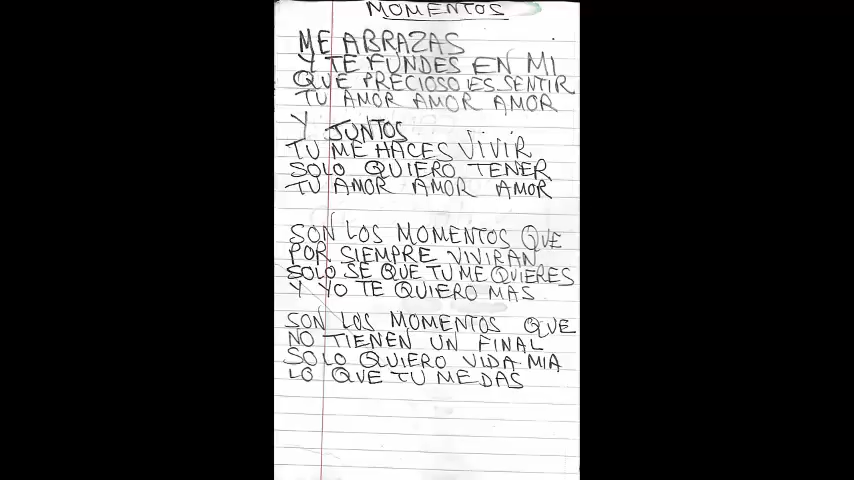 MOMENTOS
ME ABRAZAS
Y TE FUNDES EN MI
QUE PRECIOSO ES SENTIR
TU AMOR AMOR AMOR
Y JUNTOS
TU ME HACES VIVIR
SOLO QUIERO TENER
TU AMOR AMOR AMOR
SON LOS MOMENTOS QUE
POR SIEMPRE VIVIRAN
SOLO SE QUE TU ME QUIERES
Y YO TE QUIERO MAS
SON LOS MOMENTOS QUE
NO TIENEN UN FINAL
SOLO QUIERO VIDA MIA
LO QUE TU ME DAS